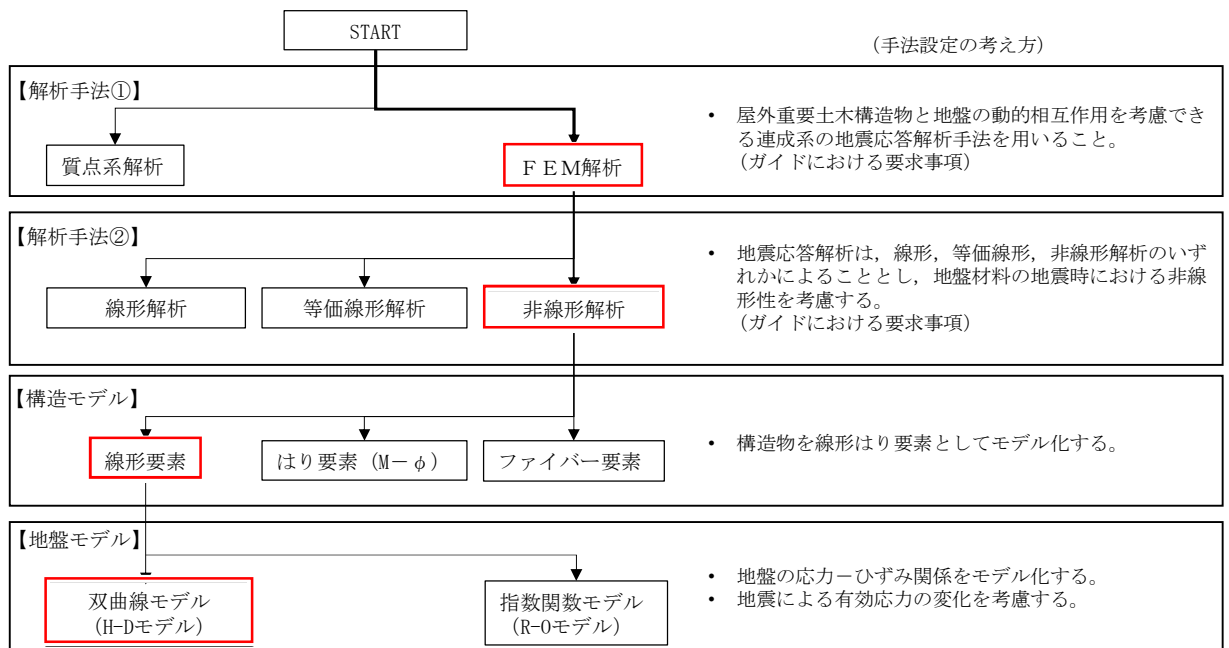 START
(手法設定の考え方)
【解析手法①】
質点系解析
ＦＥＭ解析
• 屋外重要土木構造物と地盤の動的相互作用を考慮でき
る連成系の地震応答解析手法を用いること。
(ガイドにおける要求事項)
【解析手法②】
線形解析
等価線形解析
非線形解析
• 地震応答解析は，線形，等価線形，非線形解析のいず
れかによることとし，地盤材料の地震時における非線
形性を考慮する。
(ガイドにおける要求事項)
【構造モデル】
線形要素
はり要素 (M－φ)
ファイバー要素
• 構造物を線形はり要素としてモデル化する。
【地盤モデル】
双曲線モデル
(H-Dモデル)
指数関数モデル
(R-Oモデル)
• 地盤の応力－ひずみ関係をモデル化する。
• 地震による有効応力の変化を考慮する。